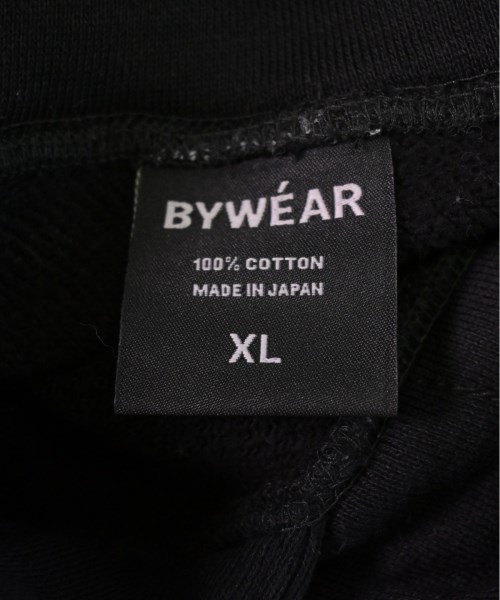 BYWÉAR
100% COTTON
MADE IN JAPAN
XL